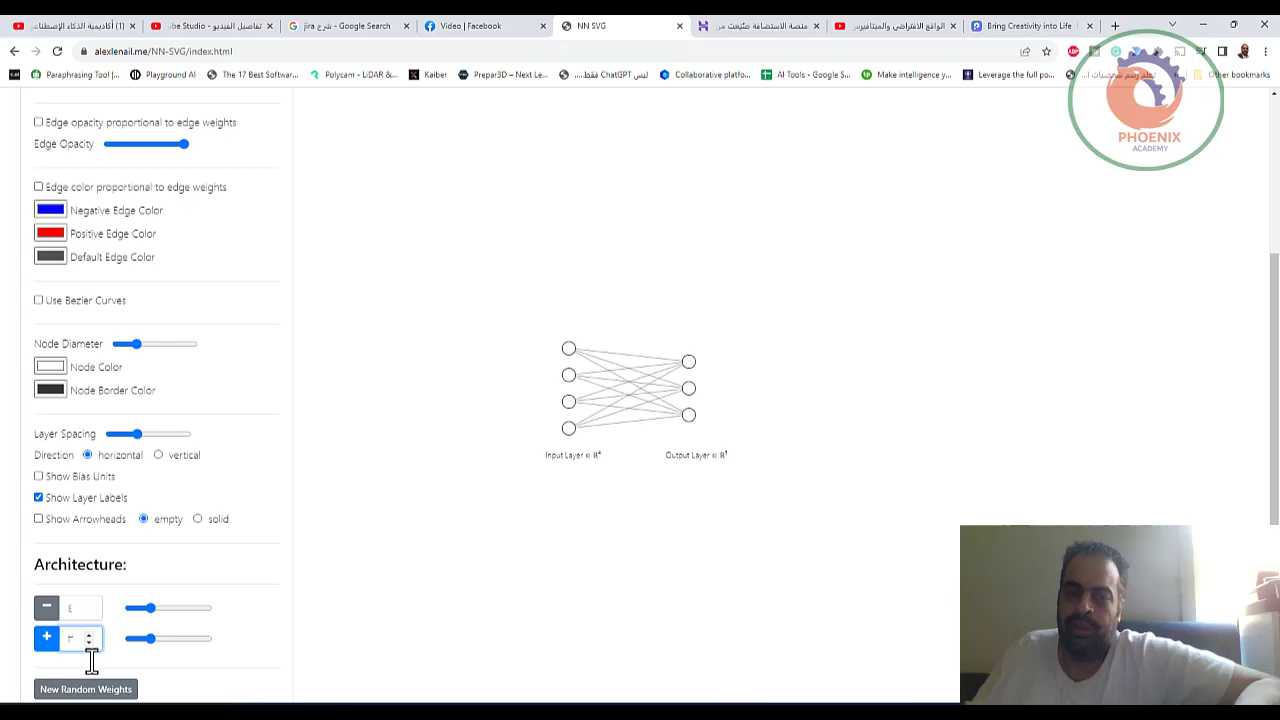 (1) أكاديمية الذكاء الإصطناعي
be Studio - تفاصيل الفيديو
شرح jira - Google Search
Video | Facebook
NN SVG
منصة الاستضافة صُنِعت من
الواقع الافتراضي والميتافيرس
Bring Creativity into Life
alexlenail.me/NN-SVG/index.html
Paraphrasing Tool |...
Playground AI
The 17 Best Softwar...
Polycam - LiDAR &...
Kaiber
Prepar3D – Next Le...
ليس ChatGPT فقط...
Collaborative platfo...
AI Tools - Google S...
Make intelligence y...
Leverage the full po...
Other bookmarks
PHOENIX
ACADEMY
Edge opacity proportional to edge weights
Edge Opacity
Edge color proportional to edge weights
Negative Edge Color
Positive Edge Color
Default Edge Color
Use Bezier Curves
Node Diameter
Node Color
Node Border Color
Layer Spacing
Direction horizontal vertical
Show Bias Units
Show Layer Labels
Show Arrowheads empty solid
Input Layer ∈ ℝ⁴
Output Layer ∈ ℝ³
Architecture:
− ٤
+ ٣
New Random Weights